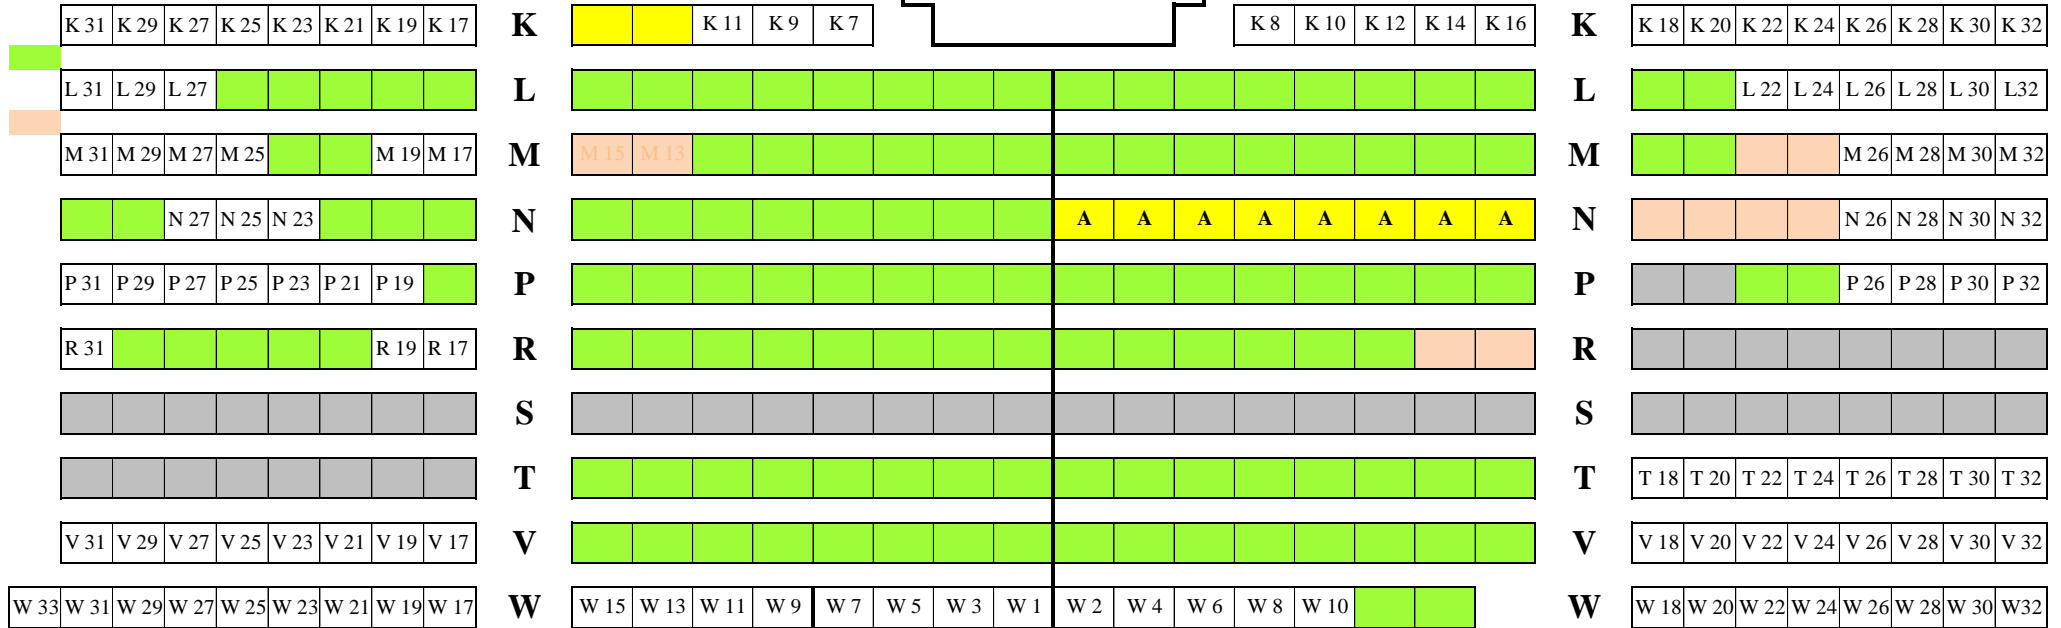 K 31 K 29 K 27 K 25 K 23 K 21 K 19 K 17 K K 11 K 9 K 7 K 8 K 10 K 12 K 14 K 16 K K 18 K 20 K 22 K 24 K 26 K 28 K 30 K 32
L 31 L 29 L 27 L L L 22 L 24 L 26 L 28 L 30 L32
M 31 M 29 M 27 M 25 M 19 M 17 M M 15 M 13 M M 26 M 28 M 30 M 32
N 27 N 25 N 23 N A A A A A A A A N N 26 N 28 N 30 N 32
P 31 P 29 P 27 P 25 P 23 P 21 P 19 P P P 26 P 28 P 30 P 32
R 31 R 19 R 17 R R
S S
T T T 18 T 20 T 22 T 24 T 26 T 28 T 30 T 32
V 31 V 29 V 27 V 25 V 23 V 21 V 19 V 17 V V V 18 V 20 V 22 V 24 V 26 V 28 V 30 V 32
W 33 W 31 W 29 W 27 W 25 W 23 W 21 W 19 W 17 W W 15 W 13 W 11 W 9 W 7 W 5 W 3 W 1 W 2 W 4 W 6 W 8 W 10 W W 18 W 20 W 22 W 24 W 26 W 28 W 30 W32